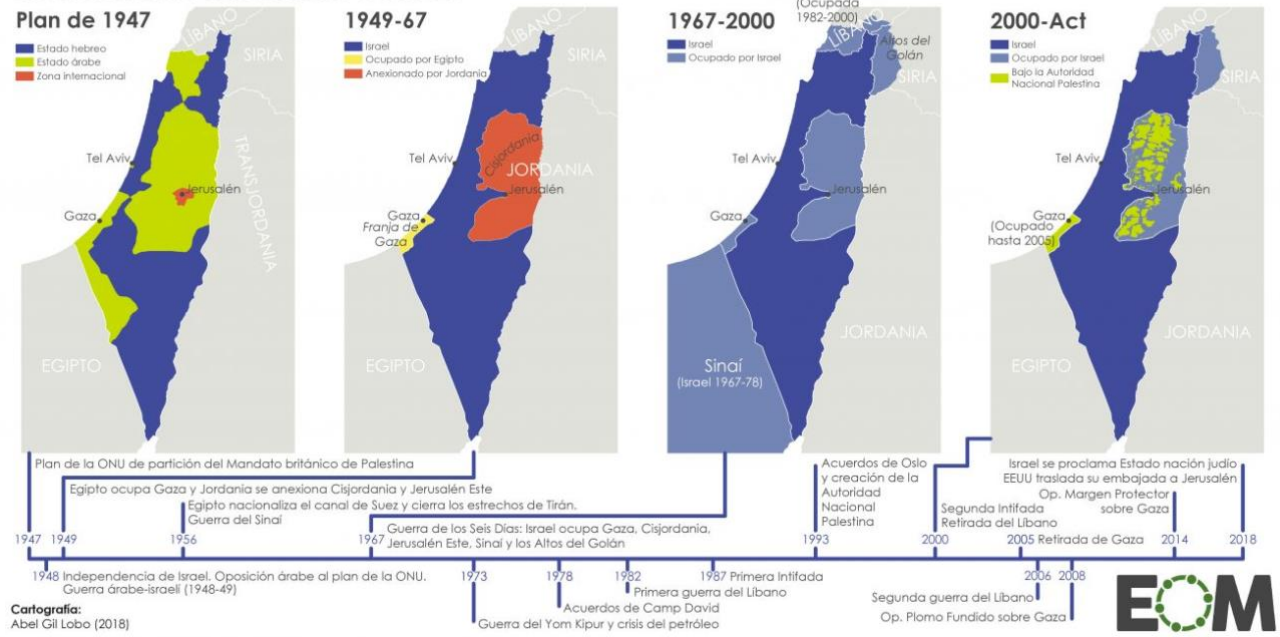 Plan de 1947
Estado hebreo
Estado árabe
Zona internacional
LÍBANO
SIRIA
TRANSJORDANIA
Tel Aviv
Jerusalén
Gaza
EGIPTO
1949-67
Israel
Ocupado por Egipto
Anexionado por Jordania
LÍBANO
SIRIA
Cisjordania
JORDANIA
Tel Aviv
Jerusalén
Gaza
Franja de
Gaza
EGIPTO
1967-2000
Israel
Ocupado por Israel
(Ocupada
1982-2000)
LÍBANO
Altos del
Golán
SIRIA
Tel Aviv
Jerusalén
Gaza
JORDANIA
Sinaí
(Israel 1967-78)
2000-Act
Israel
Ocupado por Israel
Bajo la Autoridad
Nacional Palestina
LÍBANO
SIRIA
Tel Aviv
Jerusalén
Gaza
(Ocupado
hasta 2005)
JORDANIA
EGIPTO
Plan de la ONU de partición del Mandato británico de Palestina
Egipto ocupa Gaza y Jordania se anexiona Cisjordania y Jerusalén Este
Egipto nacionaliza el canal de Suez y cierra los estrechos de Tirán.
Guerra del Sinaí
Guerra de los Seis Días: Israel ocupa Gaza, Cisjordania,
Jerusalén Este, Sinaí y los Altos del Golán
Acuerdos de Oslo
y creación de la
Autoridad
Nacional
Palestina
Segunda Intifada
Retirada del Líbano
Israel se proclama Estado nación judío
EEUU traslada su embajada a Jerusalén
Op. Margen Protector
sobre Gaza
1947 1949 1956 1967 1993 2000 2005 Retirada de Gaza 2014 2018
1948 Independencia de Israel. Oposición árabe al plan de la ONU.
Guerra árabe-israelí (1948-49)
1973
Guerra del Yom Kipur y crisis del petróleo
1978
Acuerdos de Camp David
1982
Primera guerra del Líbano
1987 Primera Intifada
2006 2008
Segunda guerra del Líbano
Op. Plomo Fundido sobre Gaza
Cartografía:
Abel Gil Lobo (2018)
EOM